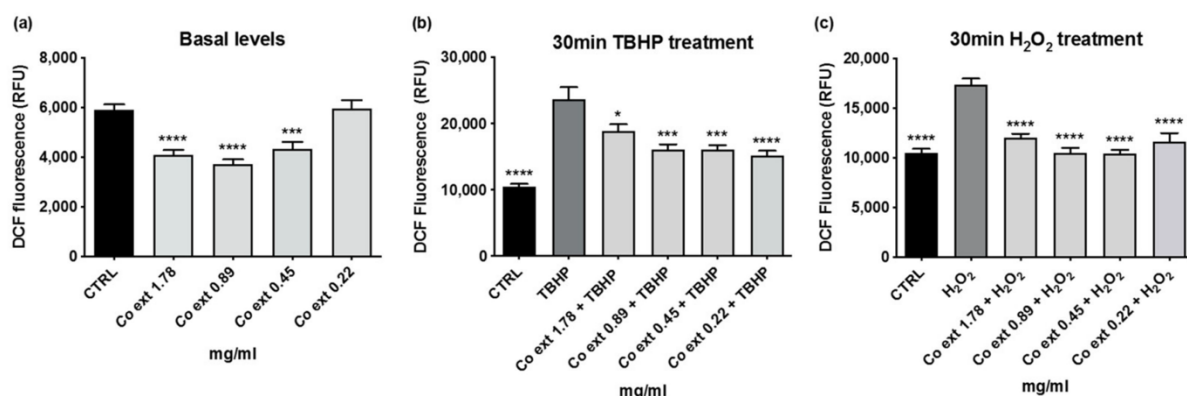 (a)
Basal levels
DCF fluorescence (RFU)
8,000
6,000
4,000
2,000
0
****
****
***
CTRL
Co ext 1.78
Co ext 0.89
Co ext 0.45
Co ext 0.22
mg/ml
(b)
30min TBHP treatment
DCF Fluorescence (RFU)
30,000
20,000
10,000
0
****
*
***
***
****
CTRL
TBHP
Co ext 1.78 + TBHP
Co ext 0.89 + TBHP
Co ext 0.45 + TBHP
Co ext 0.22 + TBHP
mg/ml
(c)
30min H₂O₂ treatment
DCF Fluorescence (RFU)
20,000
15,000
10,000
5,000
0
****
****
****
****
****
CTRL
H₂O₂
Co ext 1.78 + H₂O₂
Co ext 0.89 + H₂O₂
Co ext 0.45 + H₂O₂
Co ext 0.22 + H₂O₂
mg/ml